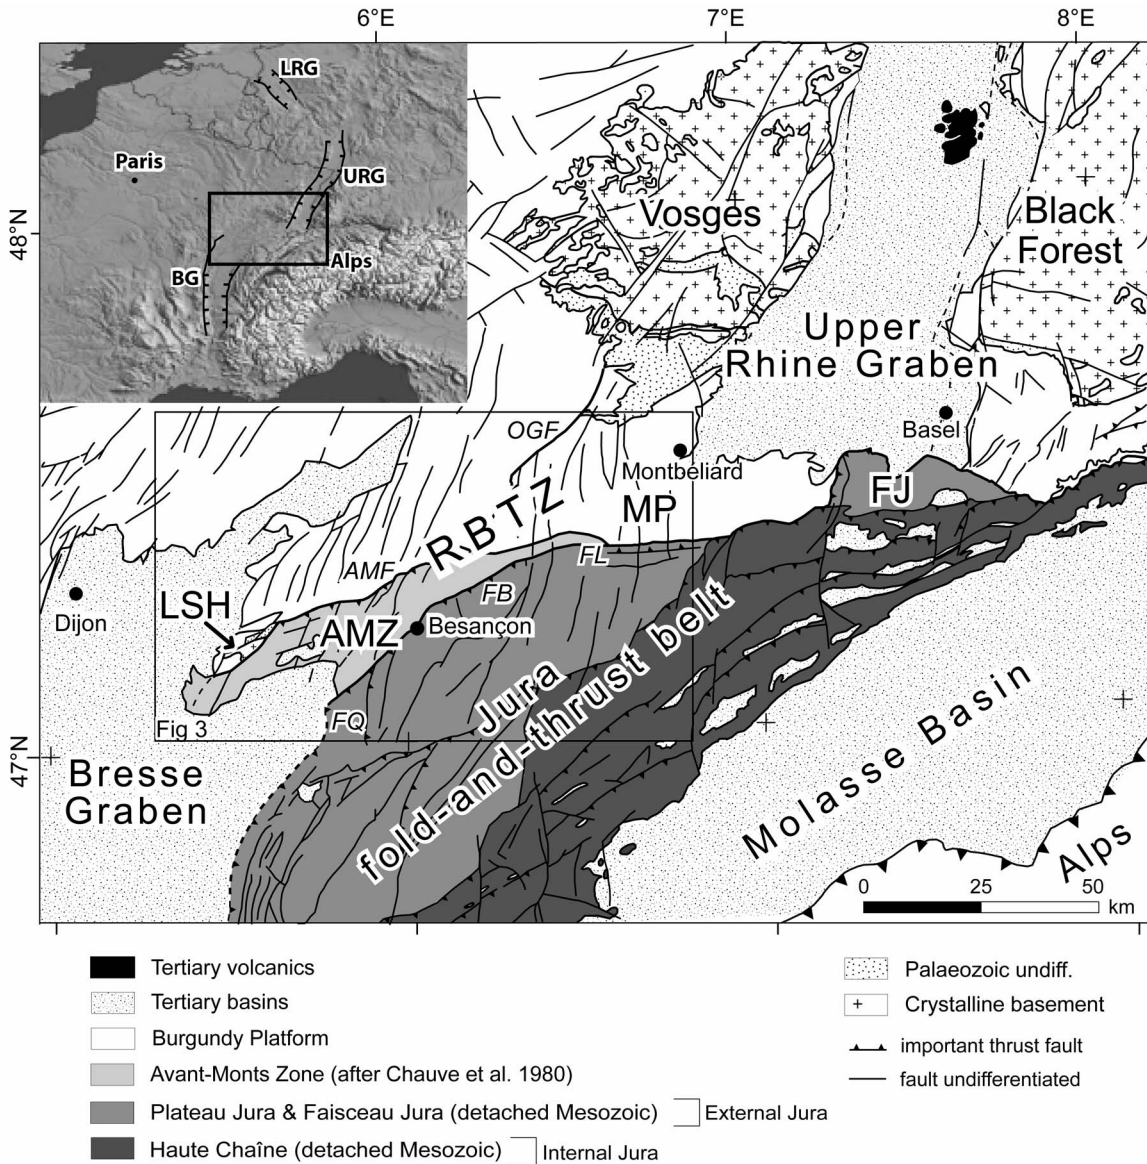 6°E
7°E
8°E
48°N
47°N
LRG
Paris
URG
BG
Alps
Vosges
Black
Forest
Upper
Rhine Graben
OGF
Basel
Montbéliard
RBTZ
MP
FJ
AMF
FL
FB
LSH
Dijon
AMZ
Besançon
FQ
Fig 3
Jura
fold-and-thrust belt
Bresse
Graben
Molasse Basin
Alps
0 25 50
km
Tertiary volcanics
Tertiary basins
Burgundy Platform
Avant-Monts Zone (after Chauve et al. 1980)
Plateau Jura & Faisceau Jura (detached Mesozoic) External Jura
Haute Chaîne (detached Mesozoic) Internal Jura
Palaeozoic undiff.
Crystalline basement
important thrust fault
fault undifferentiated